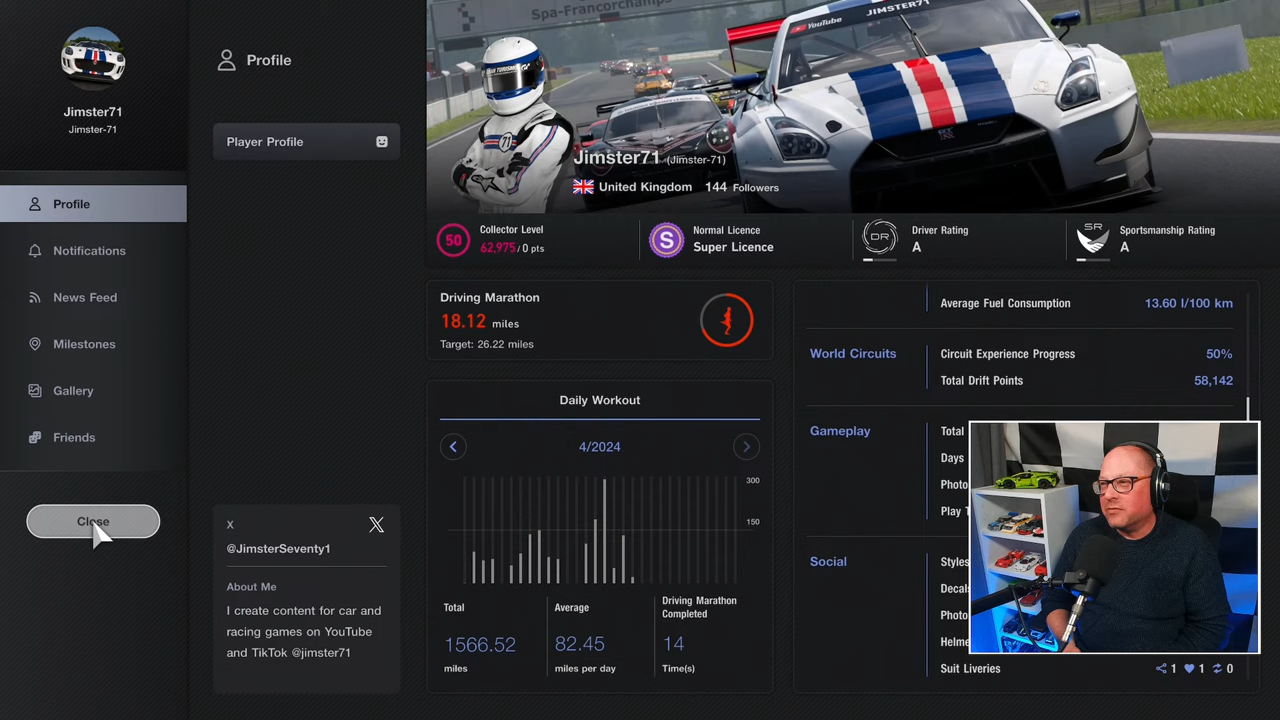 Jimster71
Jimster-71
Profile
Notifications
News Feed
Milestones
Gallery
Friends
Close
Profile
Player Profile
X
@JimsterSeventy1
About Me
I create content for car and
racing games on YouTube
and TikTok @jimster71
Spa-Francorchamps
YouTube
JIMSTER71
GRAN TURISMO
71
Jimster71 (Jimster-71)
United Kingdom 144 Followers
50
Collector Level
62,975 / 0 pts
S
Normal Licence
Super Licence
DR
Driver Rating
A
SR
Sportsmanship Rating
A
Driving Marathon
18.12 miles
Target: 26.22 miles
Daily Workout
4/2024
300
150
Total
1566.52
miles
Average
82.45
miles per day
Driving Marathon
Completed
14
Time(s)
Average Fuel Consumption 13.60 l/100 km
World Circuits
Circuit Experience Progress 50%
Total Drift Points 58,142
Gameplay
Total
Days
Photo
Play T
Social
Styles
Decals
Photo
Helme
Suit Liveries 1 1 0